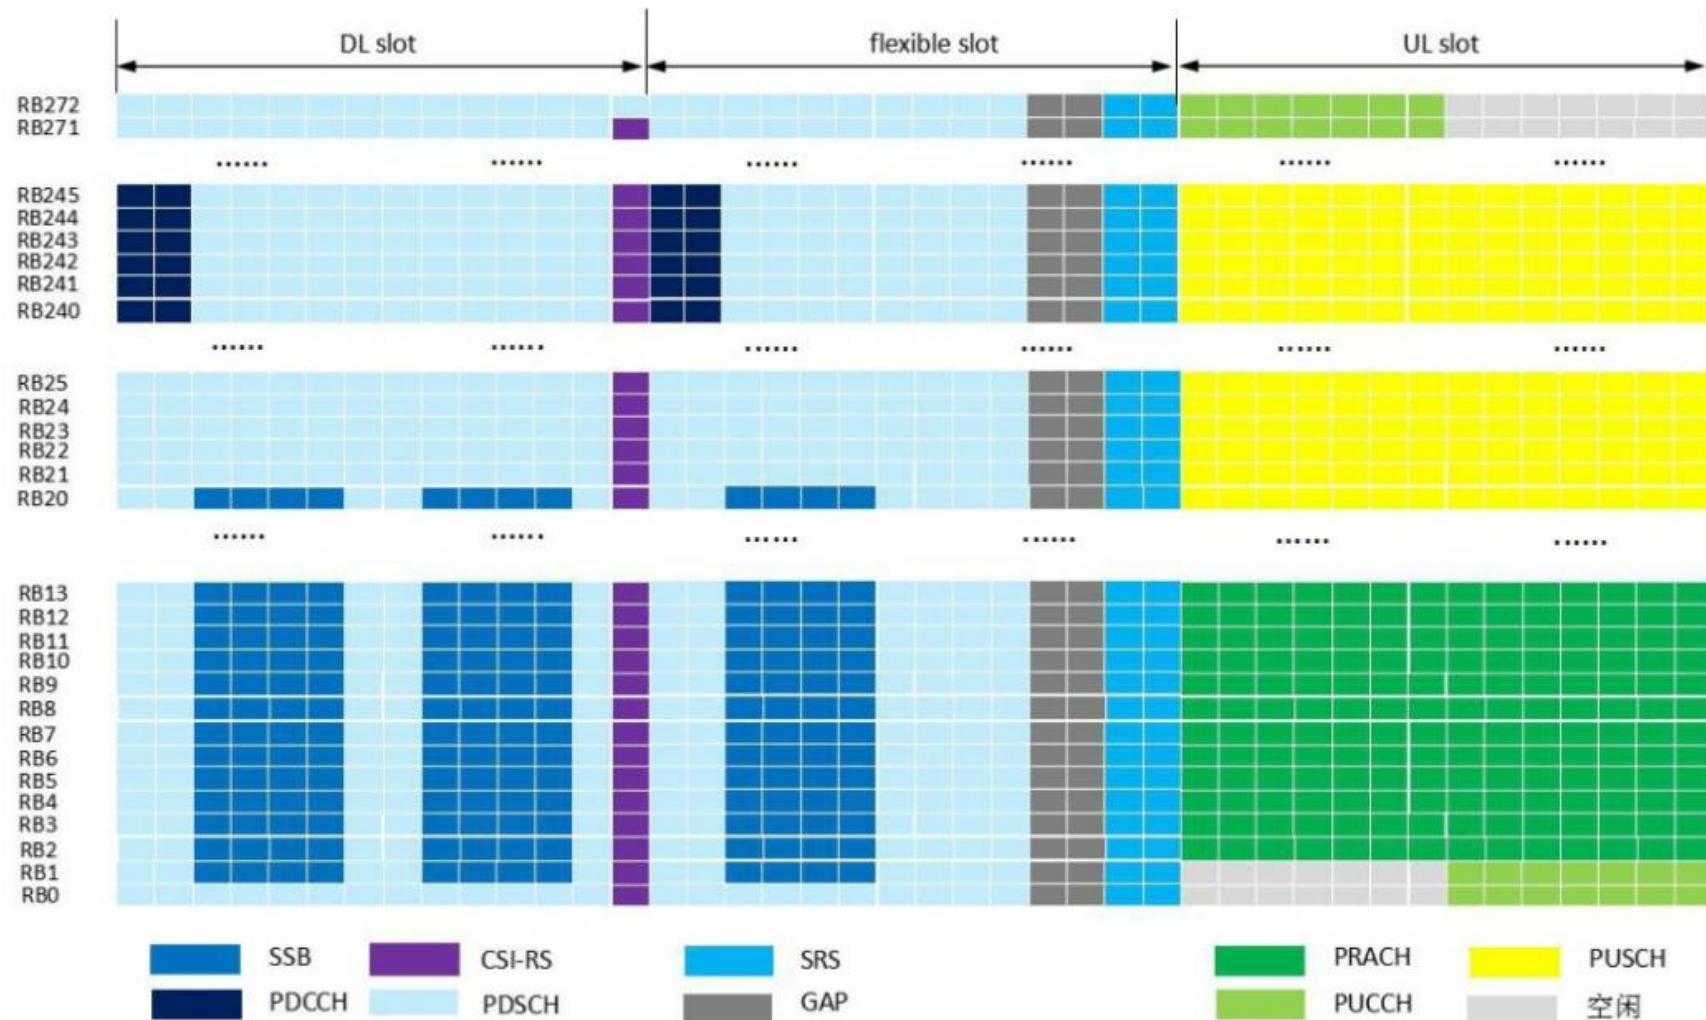 DL slot flexible slot UL slot
RB272
RB271
...... ...... ...... ...... ...... ......
RB245
RB244
RB243
RB242
RB241
RB240
...... ...... ...... ...... ...... ......
RB25
RB24
RB23
RB22
RB21
RB20
...... ...... ...... ...... ...... ......
RB13
RB12
RB11
RB10
RB9
RB8
RB7
RB6
RB5
RB4
RB3
RB2
RB1
RB0
SSB CSI-RS SRS PRACH PUSCH
PDCCH PDSCH GAP PUCCH 空闲